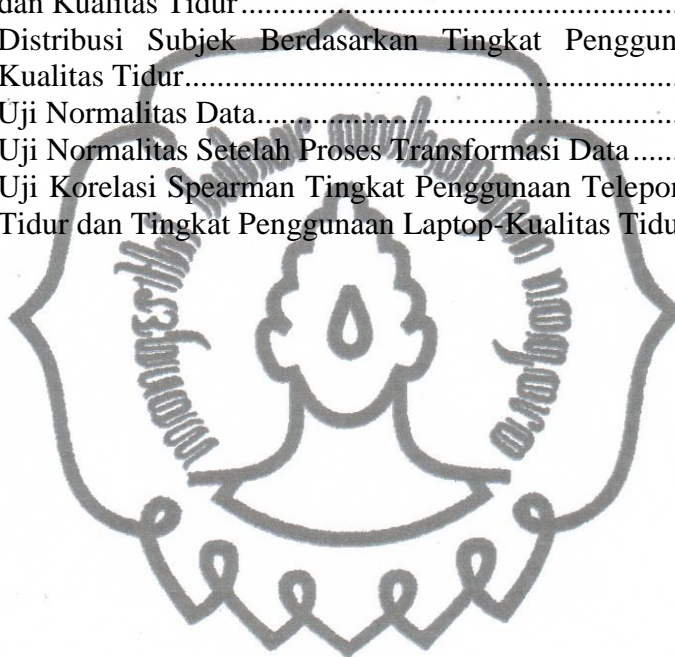 dan Kualitas Tidur........................................
Distribusi Subjek Berdasarkan Tingkat Penggun
Kualitas Tidur................................................
Uji Normalitas Data........................................
Uji Normalitas Setelah Proses Transformasi Data......
Uji Korelasi Spearman Tingkat Penggunaan Telepor
Tidur dan Tingkat Penggunaan Laptop-Kualitas Tidu